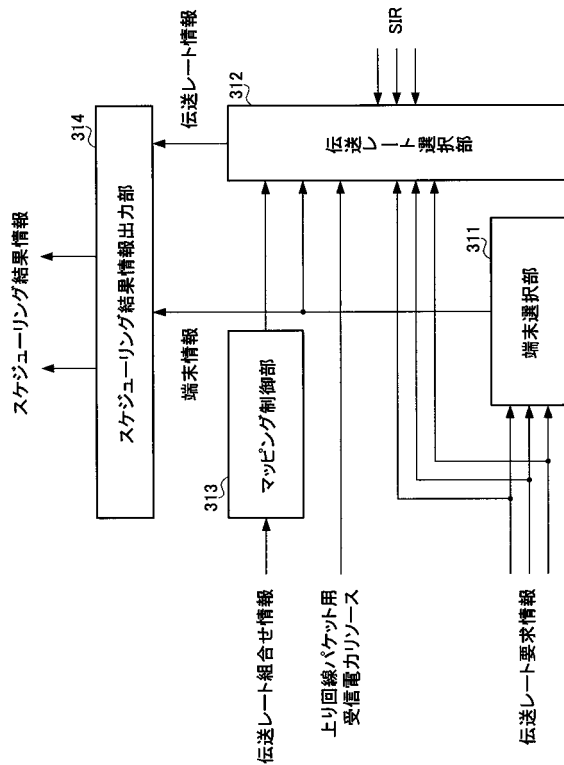 スケジューリング結果情報
314
スケジューリング結果情報出力部
伝送レート情報
端末情報
312
伝送レート選択部
SIR
313
マッピング制御部
伝送レート組合せ情報
上り回線パケット用
受信電力リソース
311
端末選択部
伝送レート要求情報